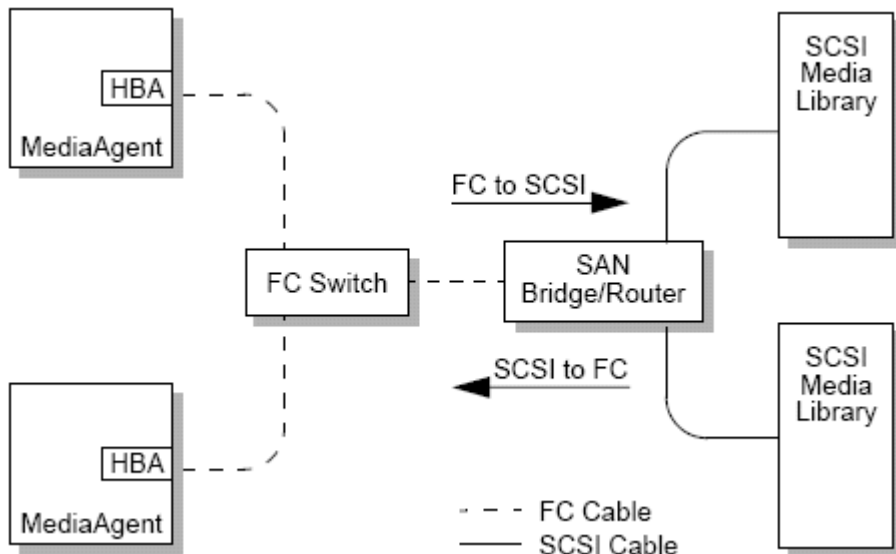 HBA
MediaAgent
SCSI
Media
Library
FC to SCSI
FC Switch
SAN
Bridge/Router
SCSI to FC
HBA
MediaAgent
SCSI
Media
Library
FC Cable
SCSI Cable